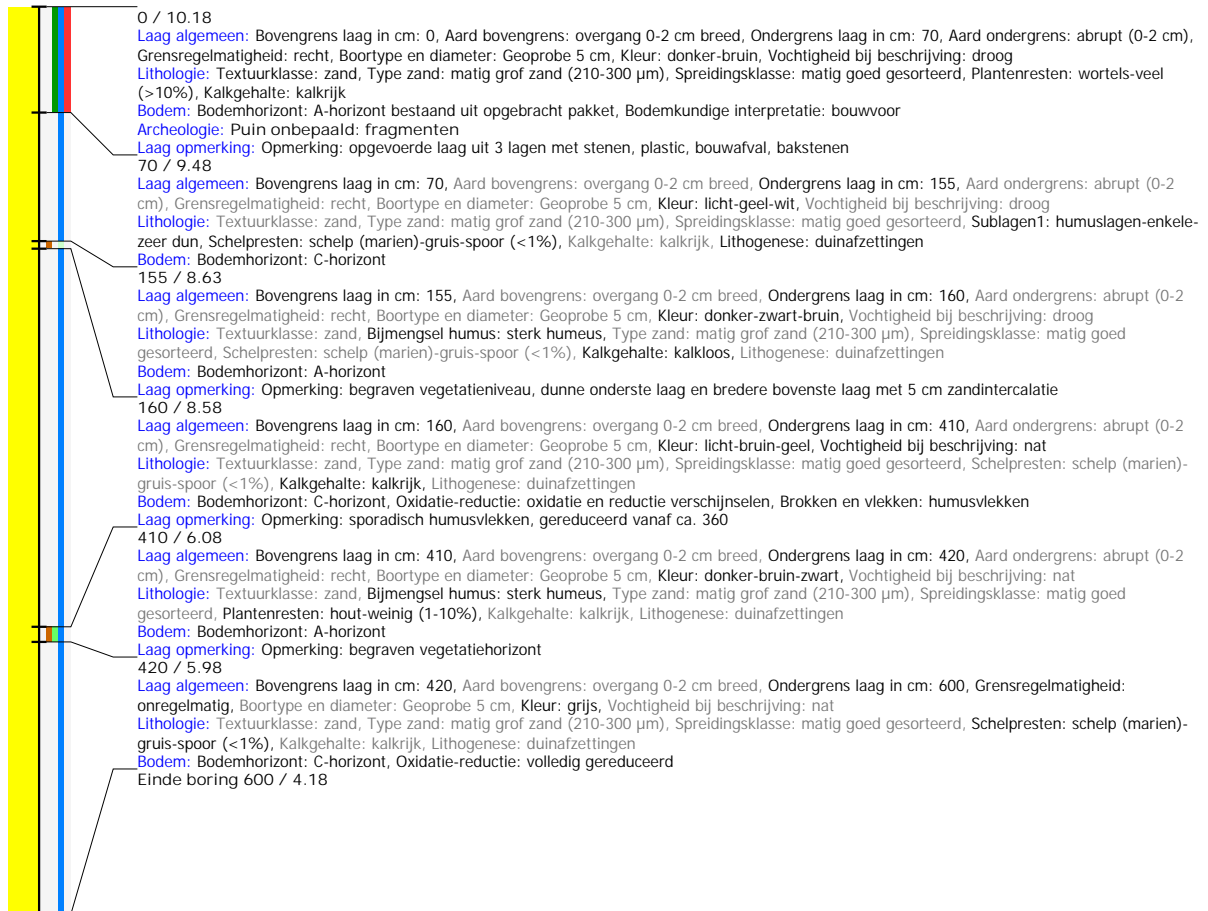 0 / 10.18
Laag algemeen: Bovengrens laag in cm: 0, Aard bovengrens: overgang 0-2 cm breed, Ondergrens laag in cm: 70, Aard ondergrens: abrupt (0-2 cm),
Grensregelmatigheid: recht, Boortype en diameter: Geoprobe 5 cm, Kleur: donker-bruin, Vochtigheid bij beschrijving: droog
Lithologie: Textuurklasse: zand, Type zand: matig grof zand (210-300 µm), Spreidingsklasse: matig goed gesorteerd, Plantenresten: wortels-veel
(>10%), Kalkgehalte: kalkrijk
Bodem: Bodemhorizont: A-horizont bestaand uit opgebracht pakket, Bodemkundige interpretatie: bouwvoor
Archeologie: Puin onbepaald: fragmenten
Laag opmerking: Opmerking: opgevoerde laag uit 3 lagen met stenen, plastic, bouwafval, bakstenen
70 / 9.48
Laag algemeen: Bovengrens laag in cm: 70, Aard bovengrens: overgang 0-2 cm breed, Ondergrens laag in cm: 155, Aard ondergrens: abrupt (0-2
cm), Grensregelmatigheid: recht, Boortype en diameter: Geoprobe 5 cm, Kleur: licht-geel-wit, Vochtigheid bij beschrijving: droog
Lithologie: Textuurklasse: zand, Type zand: matig grof zand (210-300 µm), Spreidingsklasse: matig goed gesorteerd, Sublagen1: humuslagen-enkele-
zeer dun, Schelpresten: schelp (marien)-gruis-spoor (<1%), Kalkgehalte: kalkrijk, Lithogenese: duinafzettingen
Bodem: Bodemhorizont: C-horizont
155 / 8.63
Laag algemeen: Bovengrens laag in cm: 155, Aard bovengrens: overgang 0-2 cm breed, Ondergrens laag in cm: 160, Aard ondergrens: abrupt (0-2
cm), Grensregelmatigheid: recht, Boortype en diameter: Geoprobe 5 cm, Kleur: donker-zwart-bruin, Vochtigheid bij beschrijving: droog
Lithologie: Textuurklasse: zand, Bijmengsel humus: sterk humeus, Type zand: matig grof zand (210-300 µm), Spreidingsklasse: matig goed
gesorteerd, Schelpresten: schelp (marien)-gruis-spoor (<1%), Kalkgehalte: kalkloos, Lithogenese: duinafzettingen
Bodem: Bodemhorizont: A-horizont
Laag opmerking: Opmerking: begraven vegetatieniveau, dunne onderste laag en bredere bovenste laag met 5 cm zandintercalatie
160 / 8.58
Laag algemeen: Bovengrens laag in cm: 160, Aard bovengrens: overgang 0-2 cm breed, Ondergrens laag in cm: 410, Aard ondergrens: abrupt (0-2
cm), Grensregelmatigheid: recht, Boortype en diameter: Geoprobe 5 cm, Kleur: licht-bruin-geel, Vochtigheid bij beschrijving: nat
Lithologie: Textuurklasse: zand, Type zand: matig grof zand (210-300 µm), Spreidingsklasse: matig goed gesorteerd, Schelpresten: schelp (marien)-
gruis-spoor (<1%), Kalkgehalte: kalkrijk, Lithogenese: duinafzettingen
Bodem: Bodemhorizont: C-horizont, Oxidatie-reductie: oxidatie en reductie verschijnselen, Brokken en vlekken: humusvlekken
Laag opmerking: Opmerking: sporadisch humusvlekken, gereduceerd vanaf ca. 360
410 / 6.08
Laag algemeen: Bovengrens laag in cm: 410, Aard bovengrens: overgang 0-2 cm breed, Ondergrens laag in cm: 420, Aard ondergrens: abrupt (0-2
cm), Grensregelmatigheid: recht, Boortype en diameter: Geoprobe 5 cm, Kleur: donker-bruin-zwart, Vochtigheid bij beschrijving: nat
Lithologie: Textuurklasse: zand, Bijmengsel humus: sterk humeus, Type zand: matig grof zand (210-300 µm), Spreidingsklasse: matig goed
gesorteerd, Plantenresten: hout-weinig (1-10%), Kalkgehalte: kalkrijk, Lithogenese: duinafzettingen
Bodem: Bodemhorizont: A-horizont
Laag opmerking: Opmerking: begraven vegetatiehorizont
420 / 5.98
Laag algemeen: Bovengrens laag in cm: 420, Aard bovengrens: overgang 0-2 cm breed, Ondergrens laag in cm: 600, Grensregelmatigheid:
onregelmatig, Boortype en diameter: Geoprobe 5 cm, Kleur: grijs, Vochtigheid bij beschrijving: nat
Lithologie: Textuurklasse: zand, Type zand: matig grof zand (210-300 µm), Spreidingsklasse: matig goed gesorteerd, Schelpresten: schelp (marien)-
gruis-spoor (<1%), Kalkgehalte: kalkrijk, Lithogenese: duinafzettingen
Bodem: Bodemhorizont: C-horizont, Oxidatie-reductie: volledig gereduceerd
Einde boring 600 / 4.18